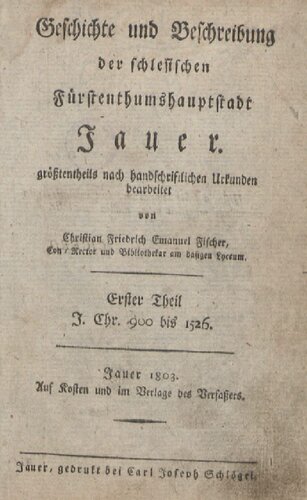 Geschichte und Beschreibung
der schlesischen
Fürstenthumshauptstadt
Jauer.
größtentheils nach handschriftlichen Urkunden
bearbeitet
von
Christian Friedrich Emanuel Fischer,
Con/Rector und Bibliothekar am dasigen Lyceum.
Erster Theil
J. Chr. 900 bis 1526.
Jauer 1803.
Auf Kosten und im Verlage des Verfaßers.
Jauer, gedrukt bei Carl Joseph Schlögel.